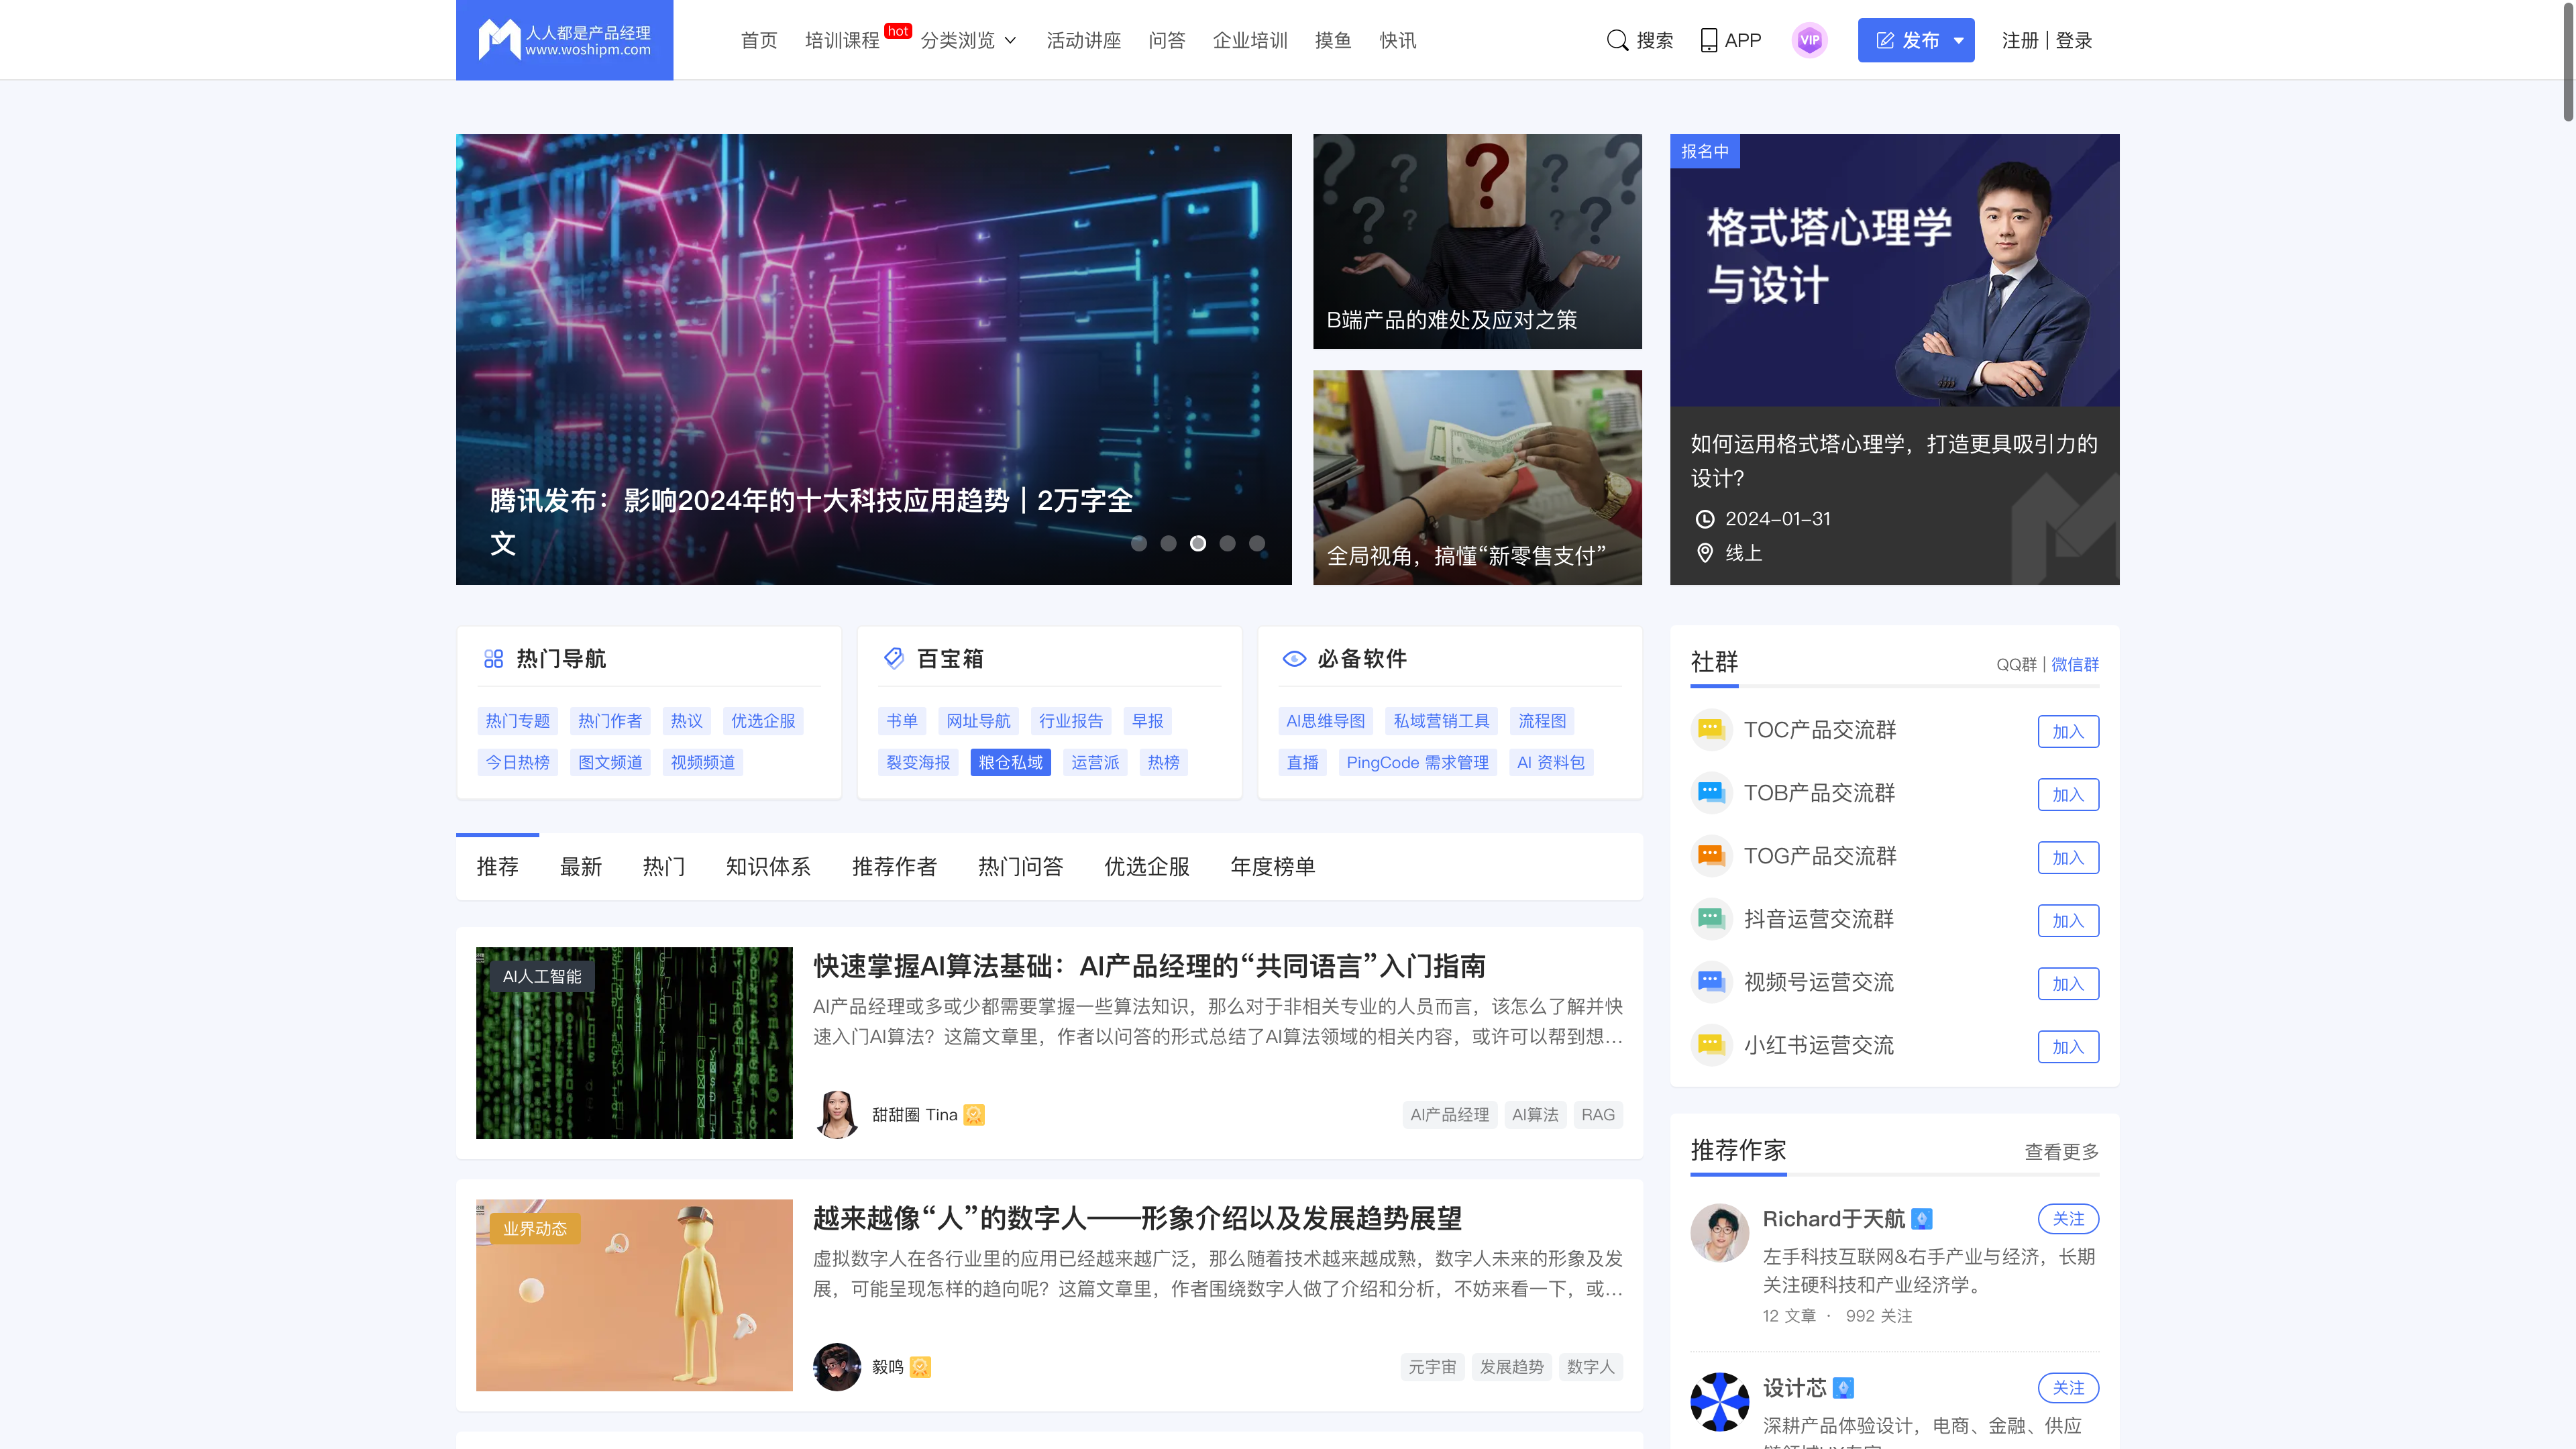 人人都是产品经理
www.woshipm.com
首页 培训课程 hot 分类浏览 活动讲座 问答 企业培训 摸鱼 快讯
搜索 APP VIP 发布 注册 | 登录
腾讯发布：影响2024年的十大科技应用趋势｜2万字全
文
B端产品的难处及应对之策
全局视角，搞懂“新零售支付”
报名中
格式塔心理学
与设计
如何运用格式塔心理学，打造更具吸引力的
设计？
2024-01-31
线上
热门导航
热门专题 热门作者 热议 优选企服
今日热榜 图文频道 视频频道
百宝箱
书单 网址导航 行业报告 早报
裂变海报 粮仓私域 运营派 热榜
必备软件
AI思维导图 私域营销工具 流程图
直播 PingCode 需求管理 AI 资料包
社群 QQ群 | 微信群
TOC产品交流群 加入
TOB产品交流群 加入
TOG产品交流群 加入
抖音运营交流群 加入
视频号运营交流 加入
小红书运营交流 加入
推荐 最新 热门 知识体系 推荐作者 热门问答 优选企服 年度榜单
AI人工智能
快速掌握AI算法基础：AI产品经理的“共同语言”入门指南
AI产品经理或多或少都需要掌握一些算法知识，那么对于非相关专业的人员而言，该怎么了解并快
速入门AI算法？这篇文章里，作者以问答的形式总结了AI算法领域的相关内容，或许可以帮到想…
甜甜圈 Tina
AI产品经理 AI算法 RAG
业界动态
越来越像“人”的数字人——形象介绍以及发展趋势展望
虚拟数字人在各行业里的应用已经越来越广泛，那么随着技术越来越成熟，数字人未来的形象及发
展，可能呈现怎样的趋向呢？这篇文章里，作者围绕数字人做了介绍和分析，不妨来看一下，或…
毅鸣
元宇宙 发展趋势 数字人
推荐作家 查看更多
Richard于天航 关注
左手科技互联网&右手产业与经济，长期
关注硬科技和产业经济学。
12 文章 · 992 关注
设计芯 关注
深耕产品体验设计，电商、金融、供应